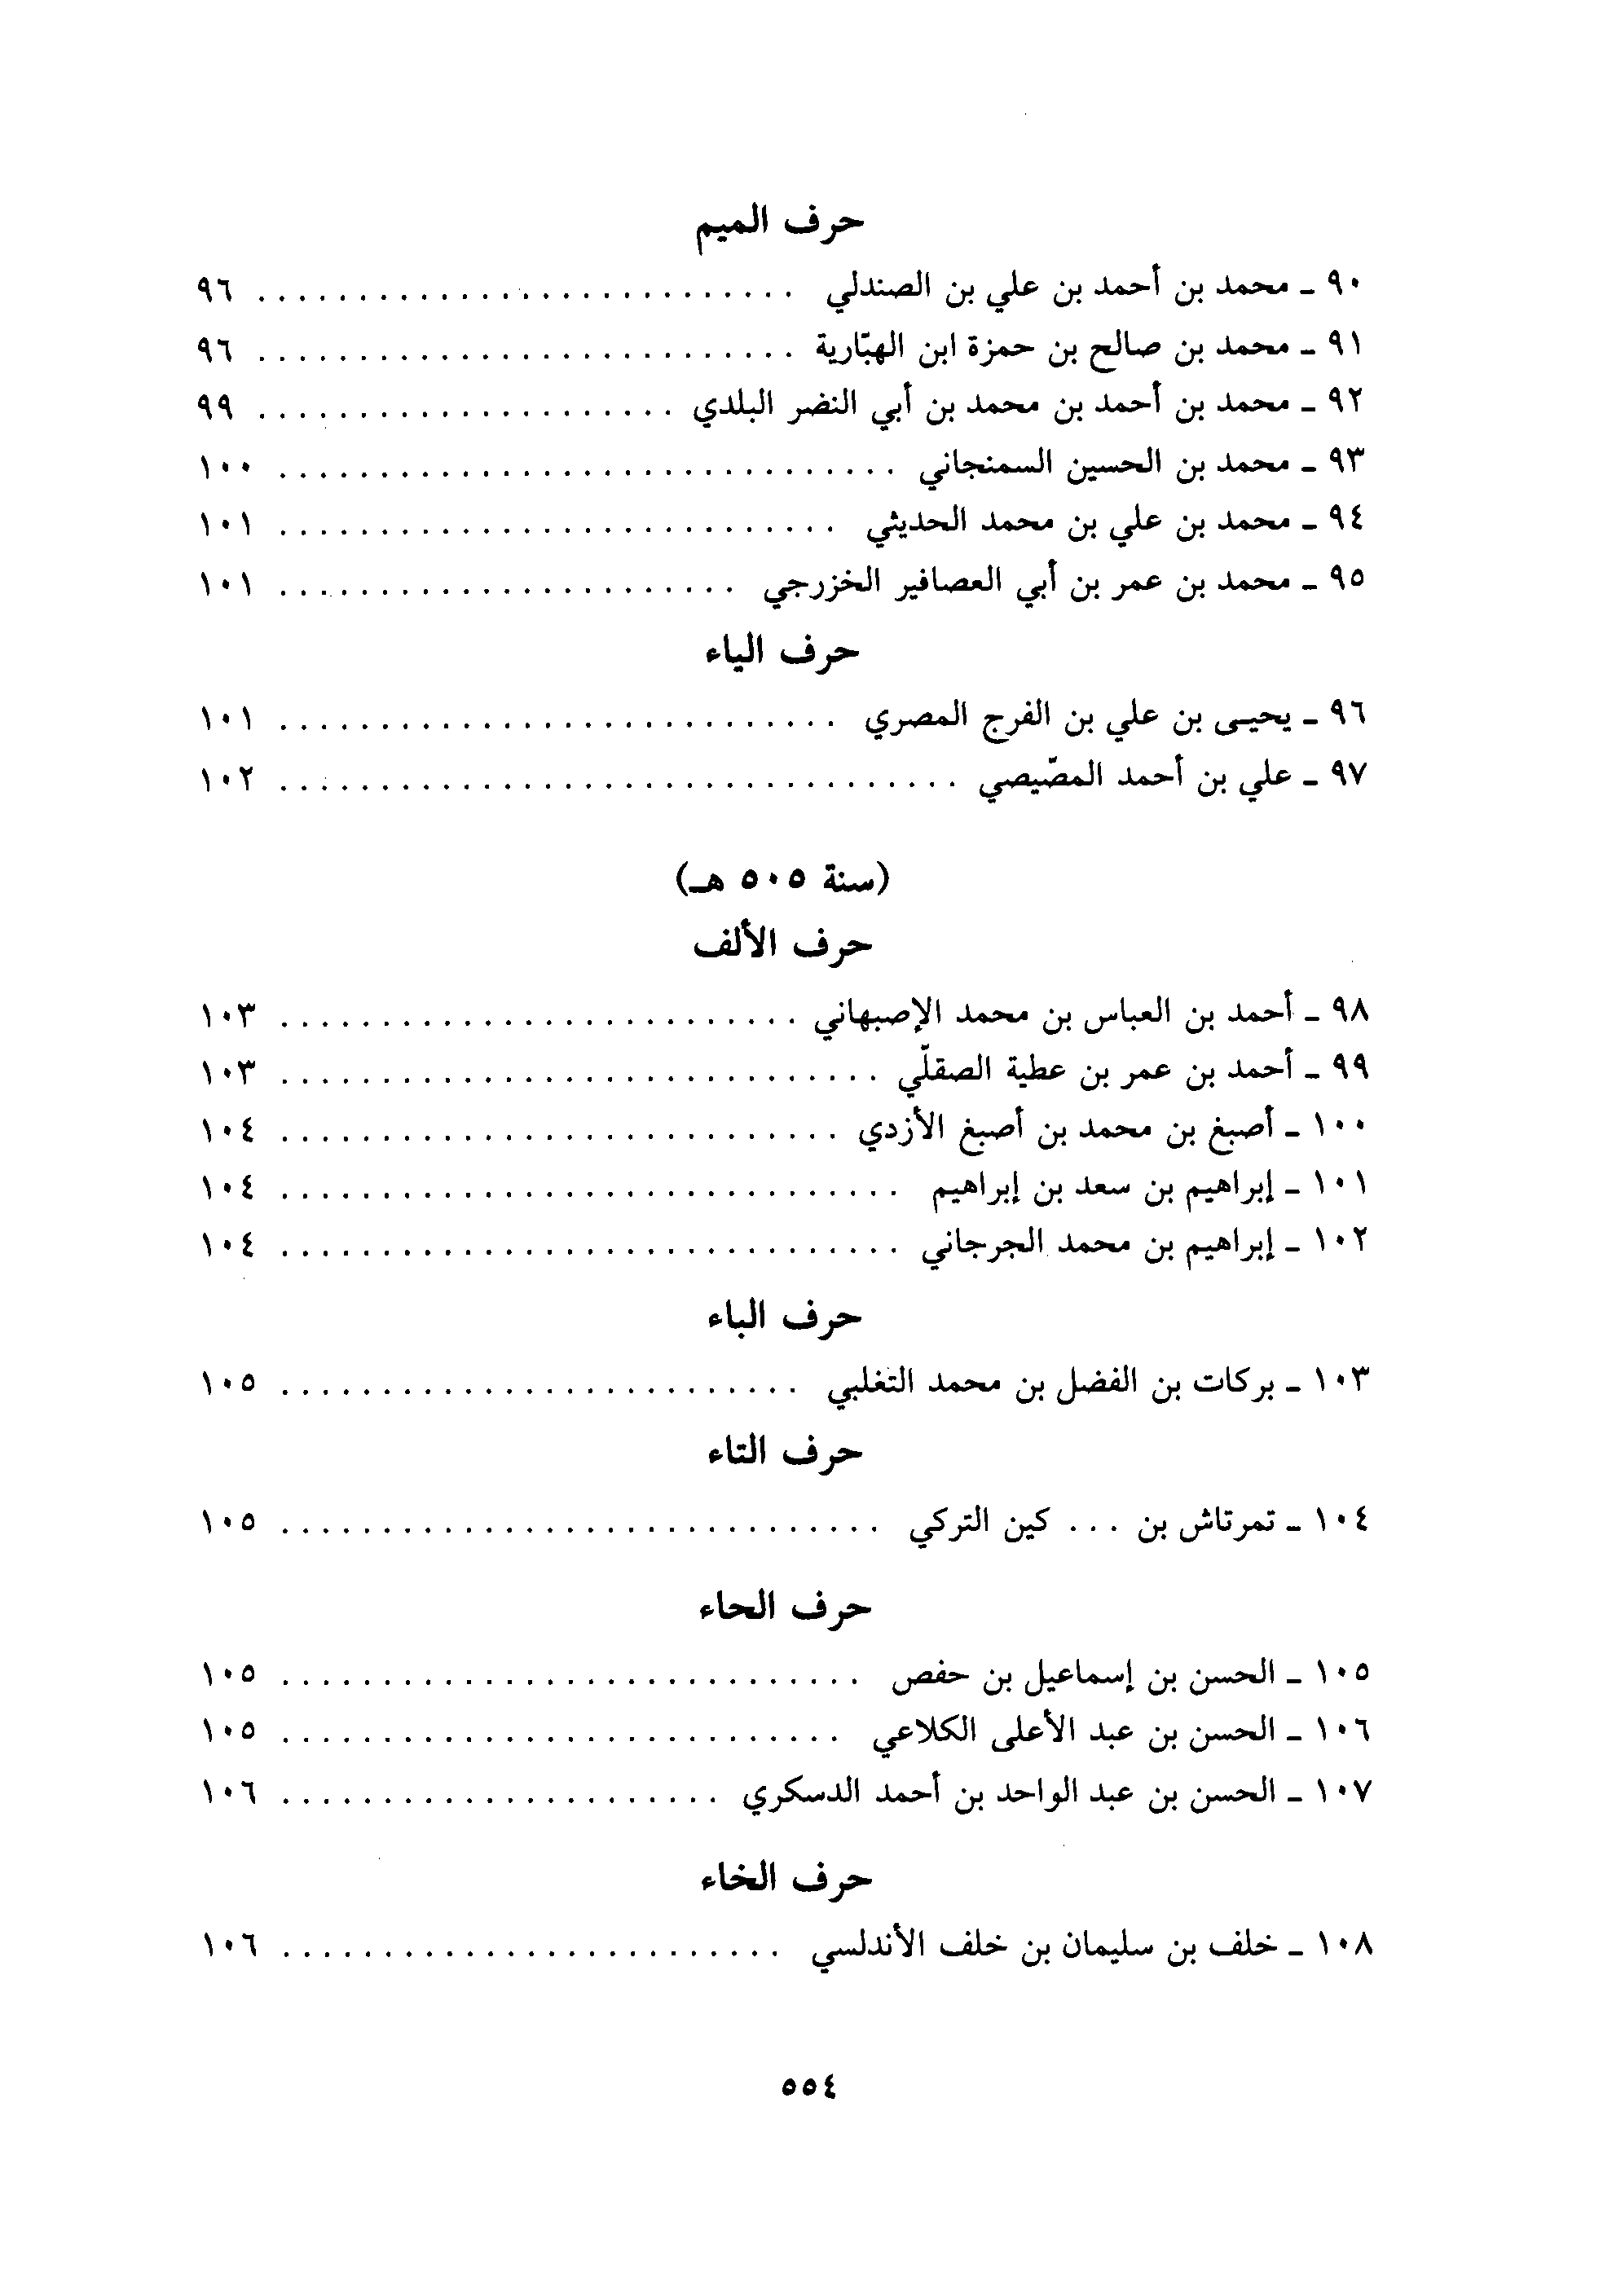 حرف الميم
٩٠ ـ محمد بن أحمد بن علي بن الصندلي . . . . . . . . . . . . . . . . . . . . . . . . . . . ٩٦
٩١ ـ محمد بن صالح بن حمزة ابن الهبّارية . . . . . . . . . . . . . . . . . . . . . . . . . . . ٩٦
٩٢ ـ محمد بن أحمد بن محمد بن أبي النضر البلدي . . . . . . . . . . . . . . . . . . . . . ٩٩
٩٣ ـ محمد بن الحسين السمنجاني . . . . . . . . . . . . . . . . . . . . . . . . . . . . . . . ١٠٠
٩٤ ـ محمد بن علي بن محمد الحديثي . . . . . . . . . . . . . . . . . . . . . . . . . . . . ١٠١
٩٥ ـ محمد بن عمر بن أبي العصافير الخزرجي . . . . . . . . . . . . . . . . . . . . . . . ١٠١
حرف الياء
٩٦ ـ يحيـى بن علي بن الفرج المصري . . . . . . . . . . . . . . . . . . . . . . . . . . . . ١٠١
٩٧ ـ علي بن أحمد المصّيصي . . . . . . . . . . . . . . . . . . . . . . . . . . . . . . . . . . ١٠٢
(سنة ٥٠٥ هـ)
حرف الألف
٩٨ ـ أحمد بن العباس بن محمد الإصبهاني . . . . . . . . . . . . . . . . . . . . . . . . . . ١٠٣
٩٩ ـ أحمد بن عمر بن عطية الصقلّي . . . . . . . . . . . . . . . . . . . . . . . . . . . . . . ١٠٣
١٠٠ ـ أصبغ بن محمد بن أصبغ الأزدي . . . . . . . . . . . . . . . . . . . . . . . . . . . . ١٠٤
١٠١ ـ إبراهيم بن سعد بن إبراهيم . . . . . . . . . . . . . . . . . . . . . . . . . . . . . . . ١٠٤
١٠٢ ـ إبراهيم بن محمد الجرجاني . . . . . . . . . . . . . . . . . . . . . . . . . . . . . . . ١٠٤
حرف الباء
١٠٣ ـ بركات بن الفضل بن محمد التغلبي . . . . . . . . . . . . . . . . . . . . . . . . . . ١٠٥
حرف التاء
١٠٤ ـ تمرتاش بن . . . كين التركي . . . . . . . . . . . . . . . . . . . . . . . . . . . . . . ١٠٥
حرف الحاء
١٠٥ ـ الحسن بن إسماعيل بن حفص . . . . . . . . . . . . . . . . . . . . . . . . . . . . . ١٠٥
١٠٦ ـ الحسن بن عبد الأعلى الكلاعي . . . . . . . . . . . . . . . . . . . . . . . . . . . . ١٠٥
١٠٧ ـ الحسن بن عبد الواحد بن أحمد الدسكري . . . . . . . . . . . . . . . . . . . . . . ١٠٦
حرف الخاء
١٠٨ ـ خلف بن سليمان بن خلف الأندلسي . . . . . . . . . . . . . . . . . . . . . . . . . ١٠٦
٥٥٤